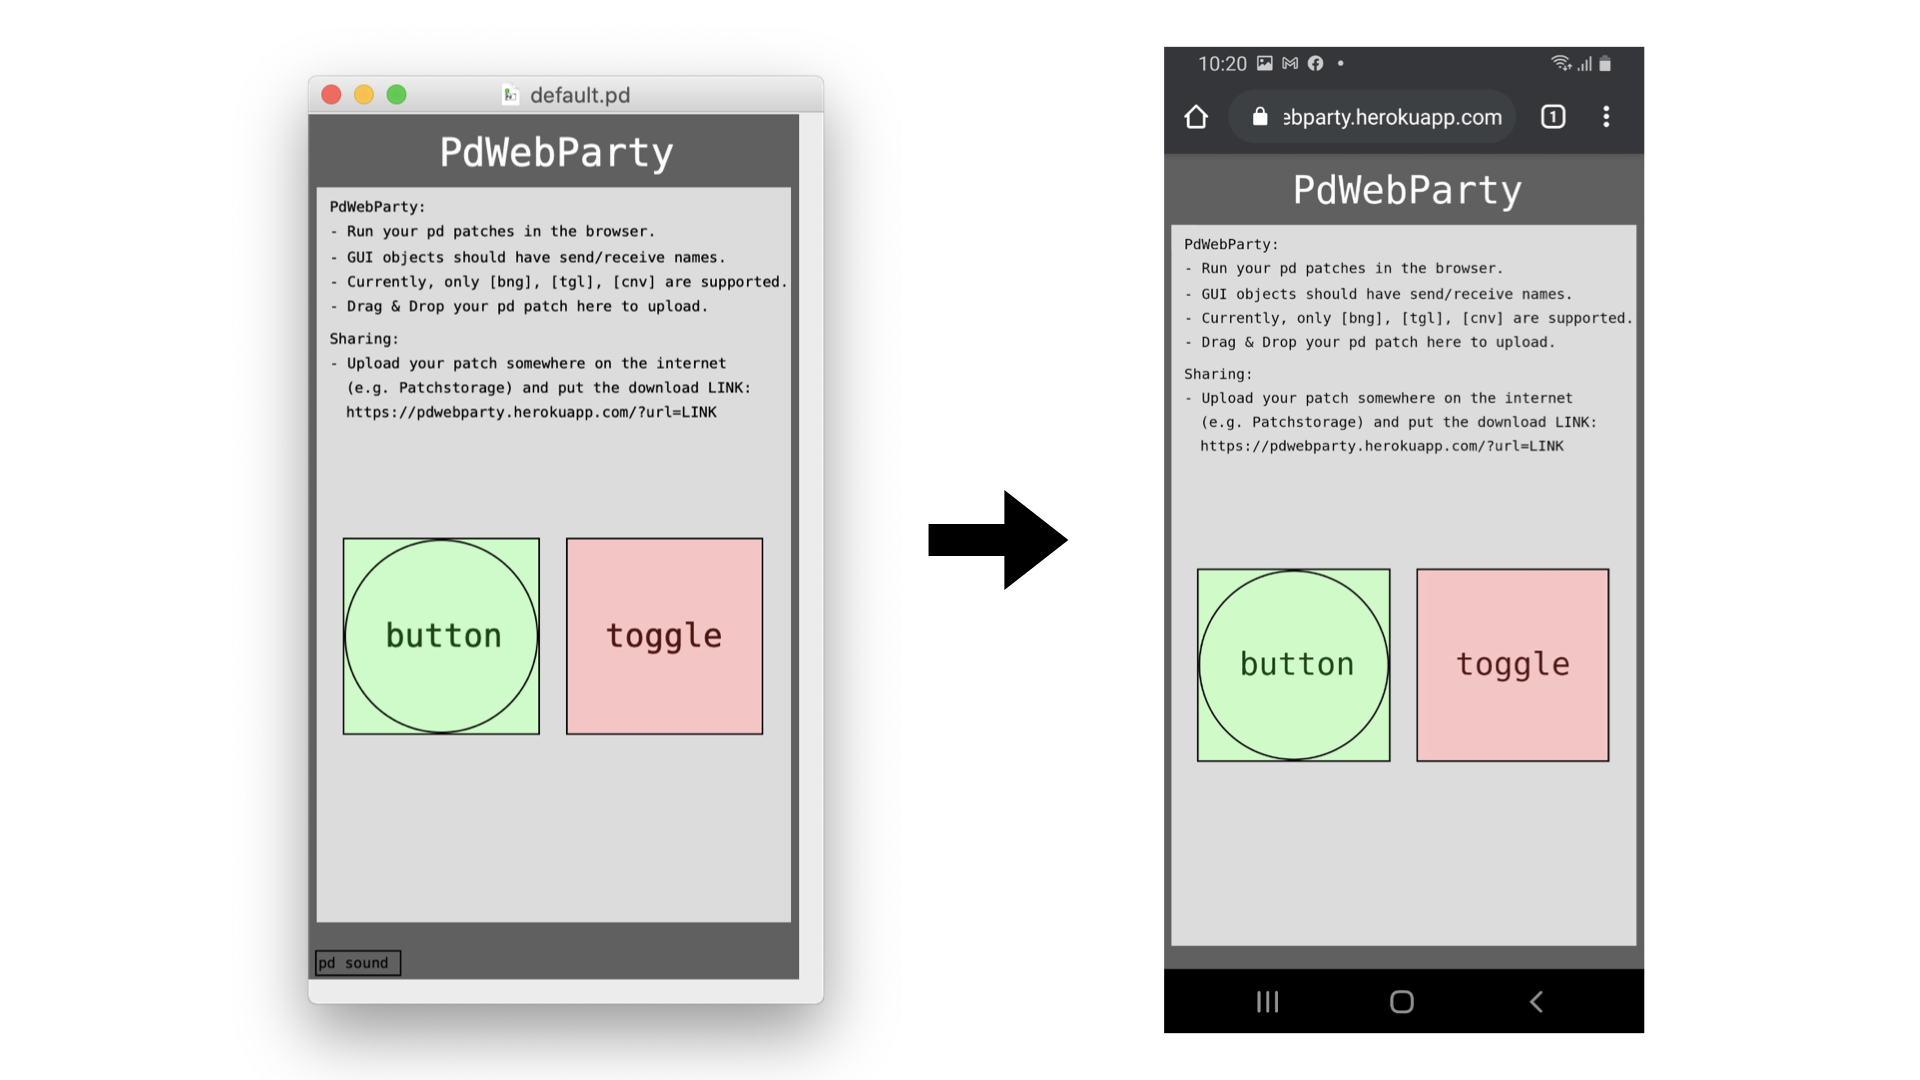 default.pd
PdWebParty
PdWebParty:
- Run your pd patches in the browser.
- GUI objects should have send/receive names.
- Currently, only [bng], [tgl], [cnv] are supported.
- Drag & Drop your pd patch here to upload.
Sharing:
- Upload your patch somewhere on the internet
(e.g. Patchstorage) and put the download LINK:
https://pdwebparty.herokuapp.com/?url=LINK
button
toggle
pd sound
10:20
ebparty.herokuapp.com
1
PdWebParty
PdWebParty:
- Run your pd patches in the browser.
- GUI objects should have send/receive names.
- Currently, only [bng], [tgl], [cnv] are supported.
- Drag & Drop your pd patch here to upload.
Sharing:
- Upload your patch somewhere on the internet
(e.g. Patchstorage) and put the download LINK:
https://pdwebparty.herokuapp.com/?url=LINK
button
toggle